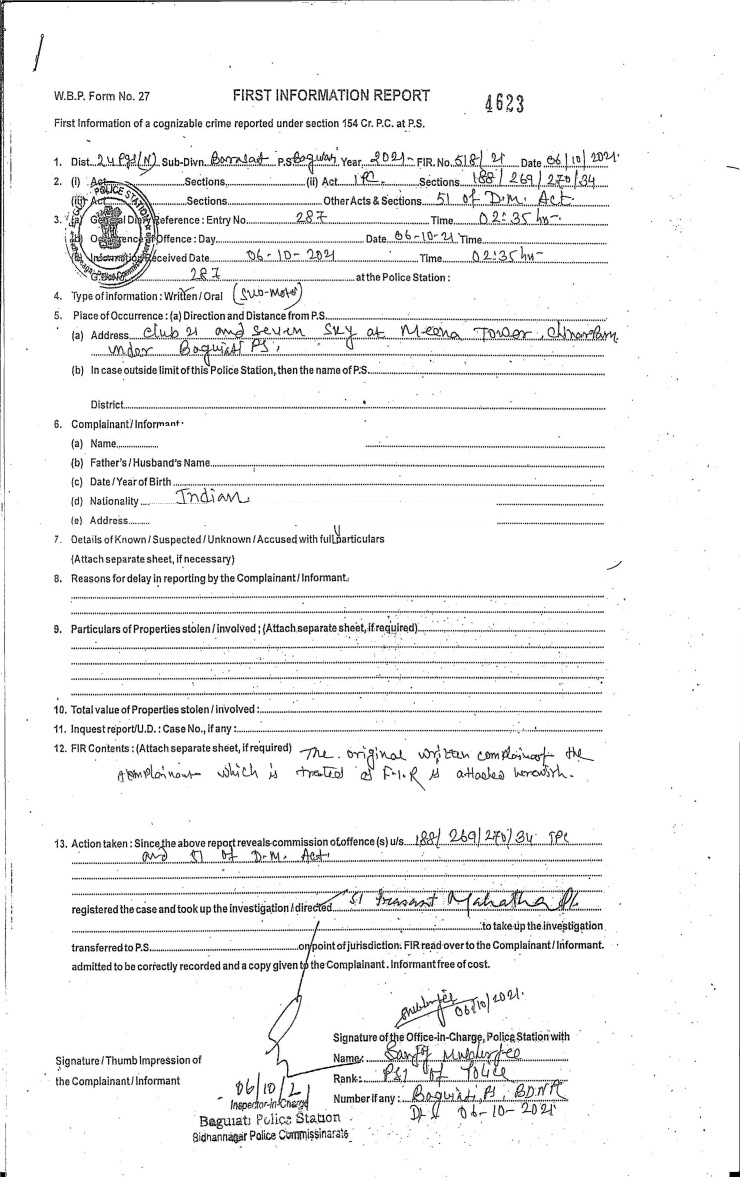 W.B.P. Form No. 27 FIRST INFORMATION REPORT 4623
First Information of a cognizable crime reported under section 154 Cr. P.C. at P.S.
1. Dist. 24 Pgs(N) Sub-Divn. Barasat P.S Baguiati Year 2021 FIR. No. 518/21 Date 06/10/2021
2. (i) Act Sections (ii) Act IPC Sections 188/269/270/34
(iii) Act Sections Other Acts & Sections 51 of D.M. Act.
3. (a) General Diary Reference : Entry No. 287 Time 02:35 hr
(b) Occurrence of Offence : Day Date 06-10-21 Time
Information Received Date 06-10-2021 Time 02:35 hr
287 at the Police Station :
4. Type of information : Written / Oral (Suo-Moto)
5. Place of Occurrence : (a) Direction and Distance from P.S.
(a) Address Club 21 and Seven Sky at Meena Tower, Chinarpark
under Baguiati PS,
(b) In case outside limit of this Police Station, then the name of P.S.
District
6. Complainant / Informant
(a) Name
(b) Father's / Husband's Name
(c) Date / Year of Birth
(d) Nationality Indian
(e) Address
7. Details of Known / Suspected / Unknown / Accused with full particulars
(Attach separate sheet, if necessary)
8. Reasons for delay in reporting by the Complainant / Informant.
9. Particulars of Properties stolen / involved ; (Attach separate sheet, if required)
10. Total value of Properties stolen / involved :
11. Inquest report / U.D. : Case No., if any :
12. FIR Contents : (Attach separate sheet, if required) The original written complain of the
complainant which is treated as F.I.R is attached herewith.
13. Action taken : Since the above report reveals commission of offence (s) u/s 188/269/270/34 IPC
and 51 of D.M. Act.
registered the case and took up the investigation / directed SI Prasant Mahatha
to take up the investigation
transferred to P.S. on point of jurisdiction. FIR read over to the Complainant / Informant.
admitted to be correctly recorded and a copy given to the Complainant. Informant free of cost.
06/10/2021.
Signature of the Office-in-Charge, Police Station with
Signature / Thumb Impression of
the Complainant / Informant
Name: Sanjoy Mukherjee
Rank: PSI of Police
Number if any : Baguiati PS, BDNR
Dt 06-10-2021
06/10/21
Inspector-in-Charge
Baguiati Police Station
Bidhannagar Police Commissinarate